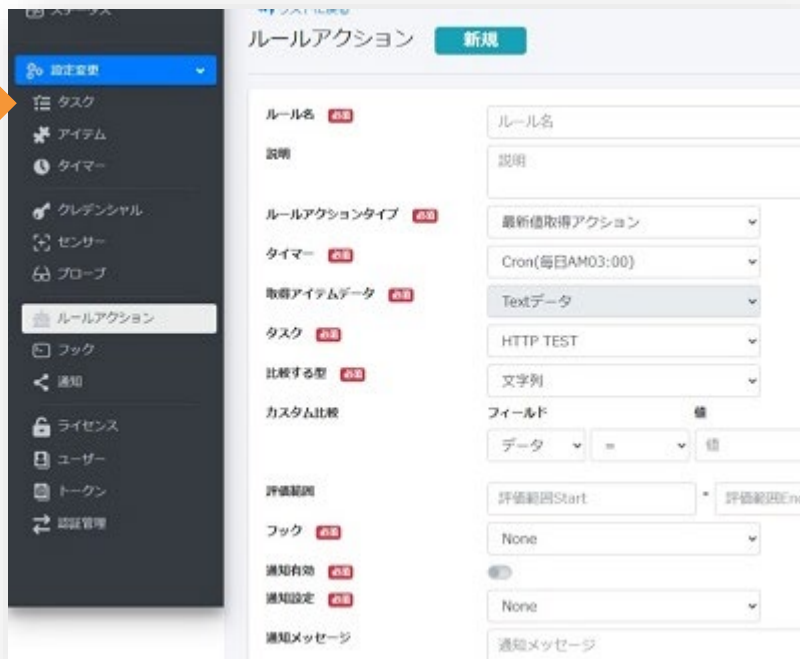 ステータス
リストに戻る
ルールアクション 新規
設定変更
タスク
アイテム
タイマー
クレデンシャル
センサー
プローブ
ルールアクション
フック
通知
ライセンス
ユーザー
トークン
認証管理
ルール名 必須 ルール名
説明 説明
ルールアクションタイプ 必須 最新値取得アクション
タイマー 必須 Cron(毎日AM03:00)
取得アイテムデータ 必須 Textデータ
タスク 必須 HTTP TEST
比較する型 必須 文字列
カスタム比較 フィールド 値
データ = 値
評価範囲 評価範囲Start - 評価範囲End
フック 必須 None
通知有効 必須
通知設定 必須 None
通知メッセージ 通知メッセージ